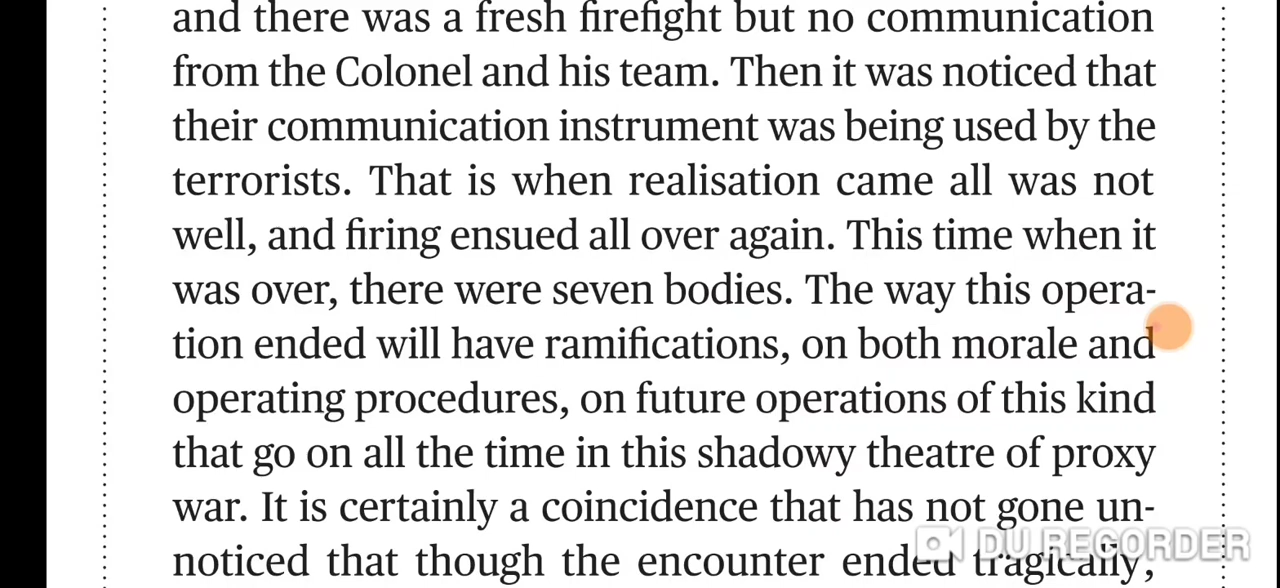 and there was a fresh firefight but no communication
from the Colonel and his team. Then it was noticed that
their communication instrument was being used by the
terrorists. That is when realisation came all was not
well, and firing ensued all over again. This time when it
was over, there were seven bodies. The way this opera-
tion ended will have ramifications, on both morale and
operating procedures, on future operations of this kind
that go on all the time in this shadowy theatre of proxy
war. It is certainly a coincidence that has not gone un-
noticed that though the encounter ended tragically,
DU RECORDER